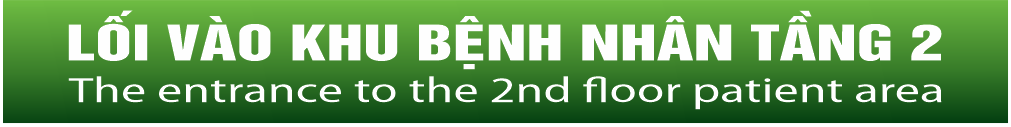 LỐI VÀO KHU BỆNH NHÂN TẦNG 2
The entrance to the 2nd floor patient area